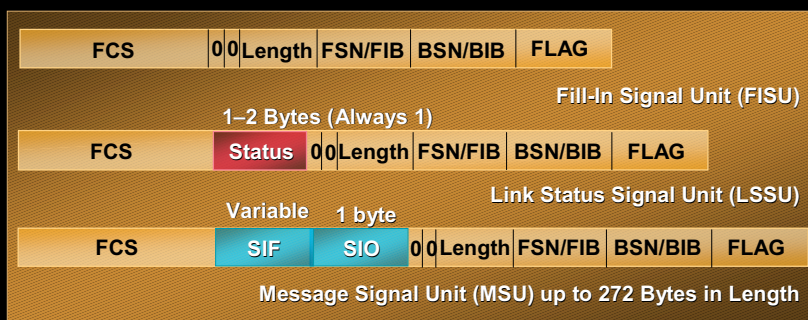 FCS 0 0 Length FSN/FIB BSN/BIB FLAG
Fill-In Signal Unit (FISU)
1–2 Bytes (Always 1)
FCS Status 0 0 Length FSN/FIB BSN/BIB FLAG
Link Status Signal Unit (LSSU)
Variable 1 byte
FCS SIF SIO 0 0 Length FSN/FIB BSN/BIB FLAG
Message Signal Unit (MSU) up to 272 Bytes in Length